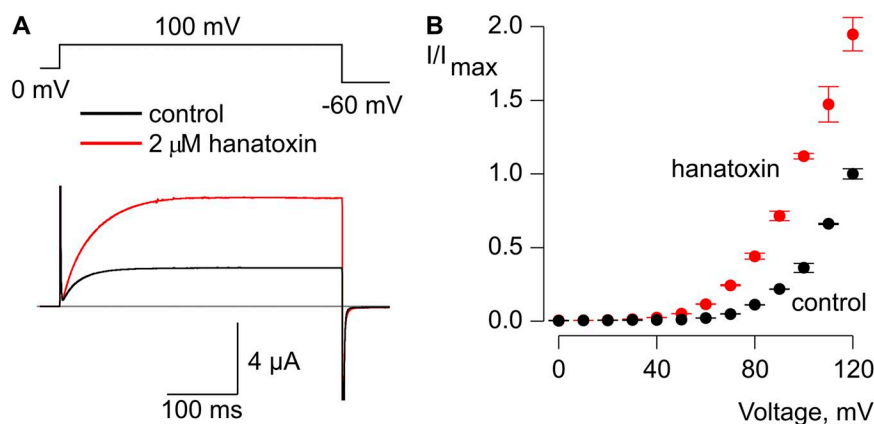 A
100 mV
0 mV
-60 mV
control
2 μM hanatoxin
4 μA
100 ms
B
I/Imax
2.0
1.5
1.0
0.5
0.0
hanatoxin
control
0 40 80 120
Voltage, mV